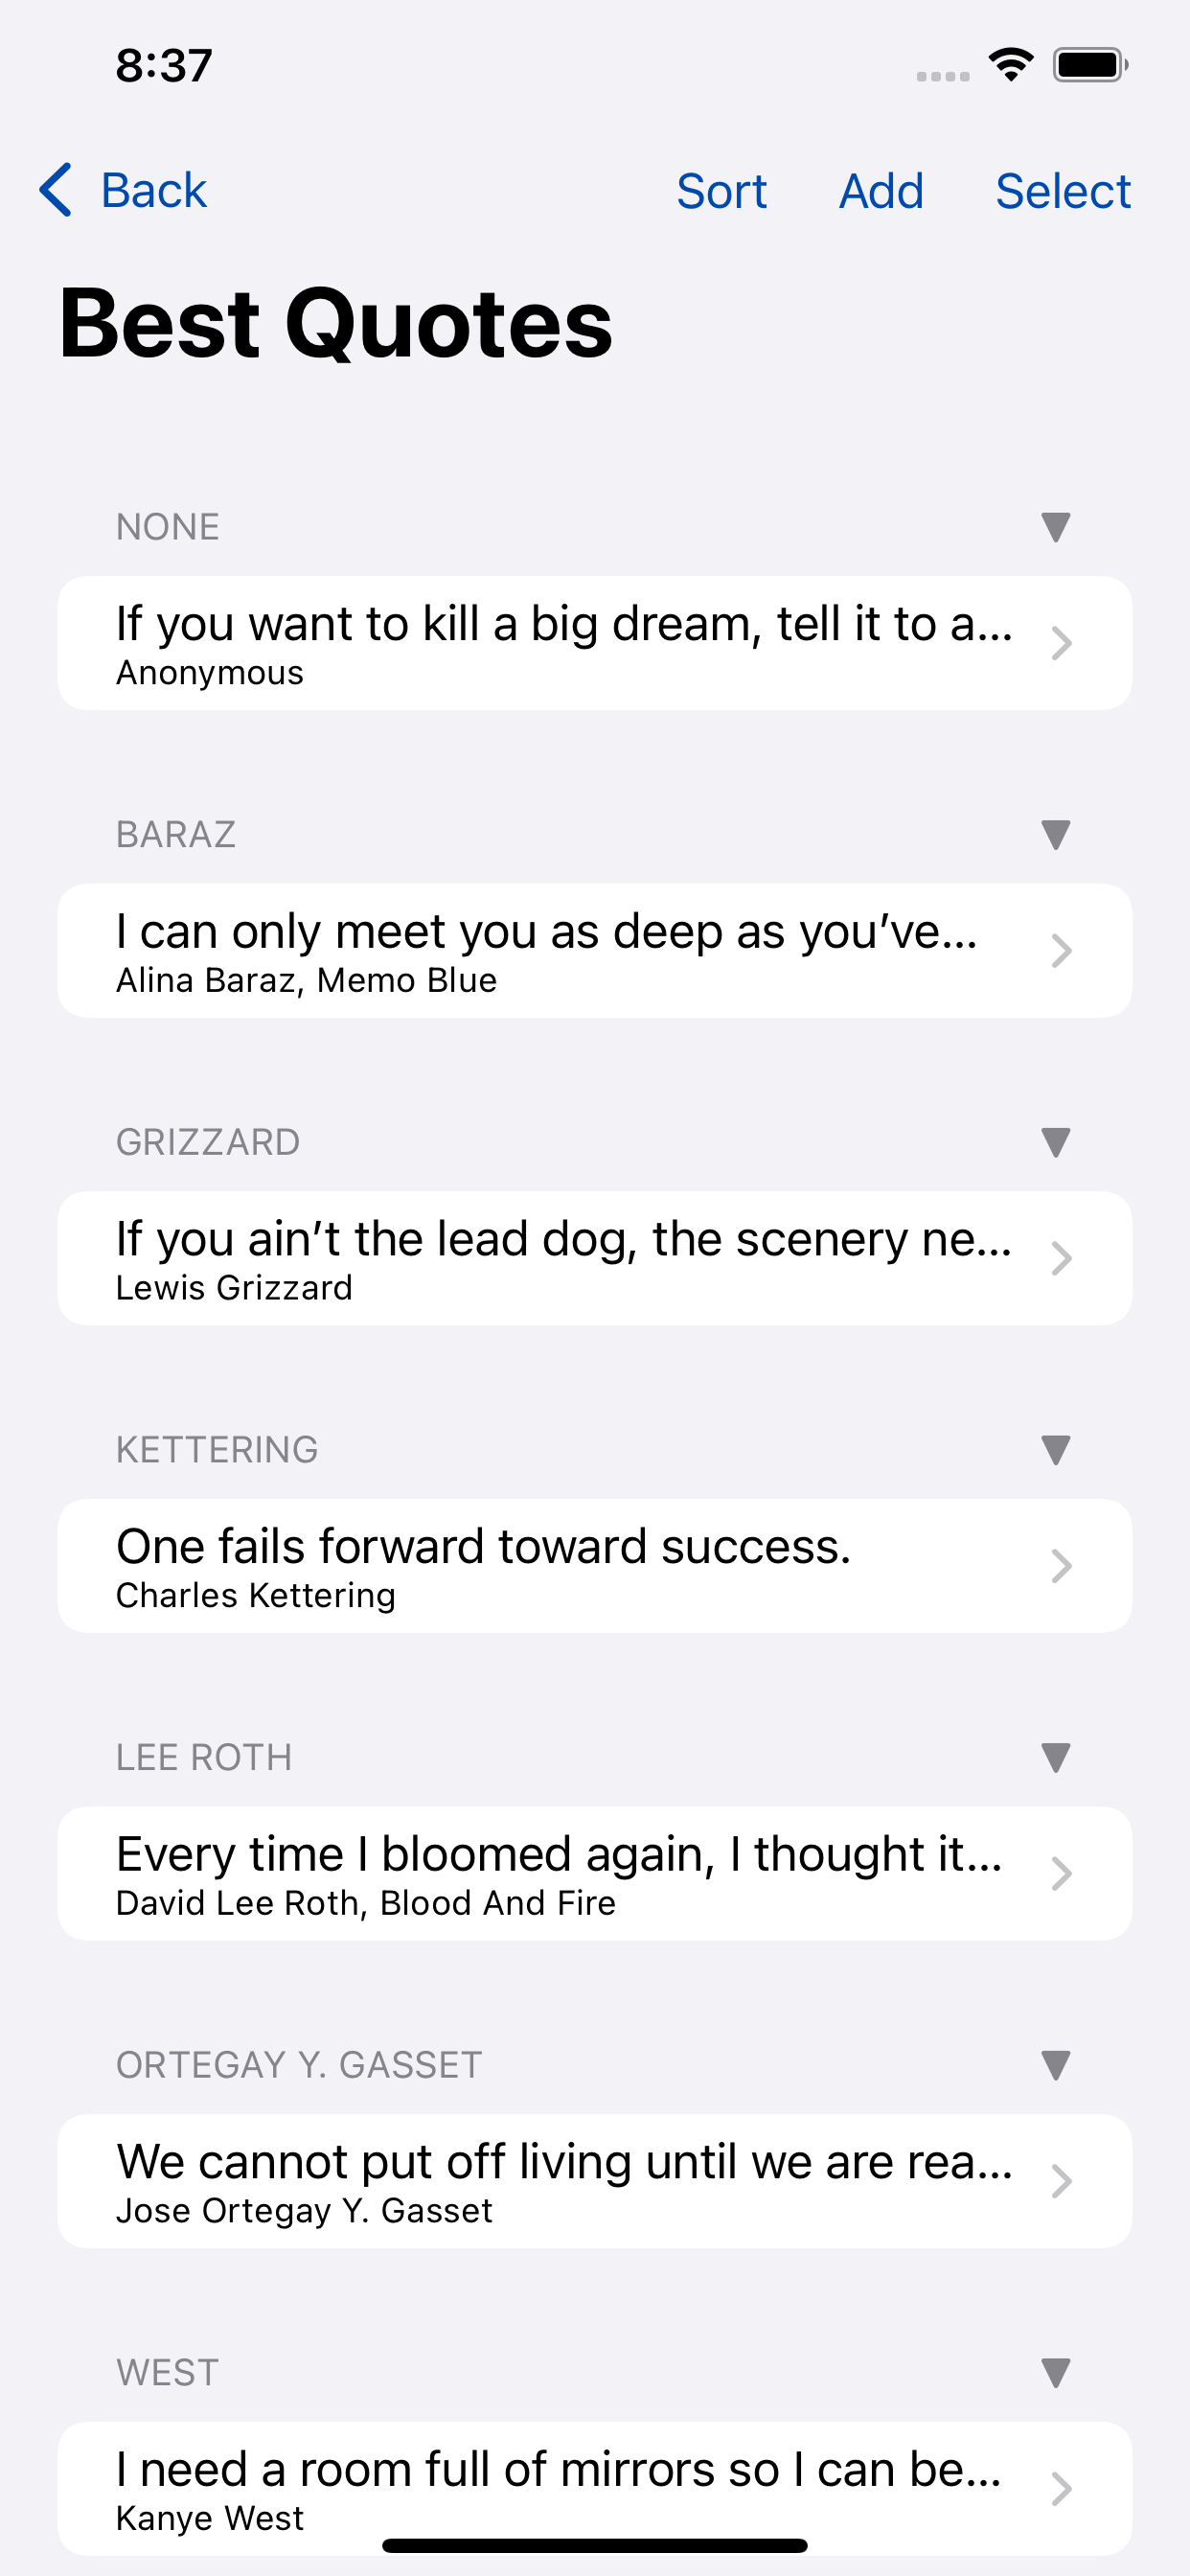 8:37
Back Sort Add Select
Best Quotes
NONE
If you want to kill a big dream, tell it to a...
Anonymous
BARAZ
I can only meet you as deep as you’ve...
Alina Baraz, Memo Blue
GRIZZARD
If you ain’t the lead dog, the scenery ne...
Lewis Grizzard
KETTERING
One fails forward toward success.
Charles Kettering
LEE ROTH
Every time I bloomed again, I thought it...
David Lee Roth, Blood And Fire
ORTEGAY Y. GASSET
We cannot put off living until we are rea...
Jose Ortegay Y. Gasset
WEST
I need a room full of mirrors so I can be...
Kanye West